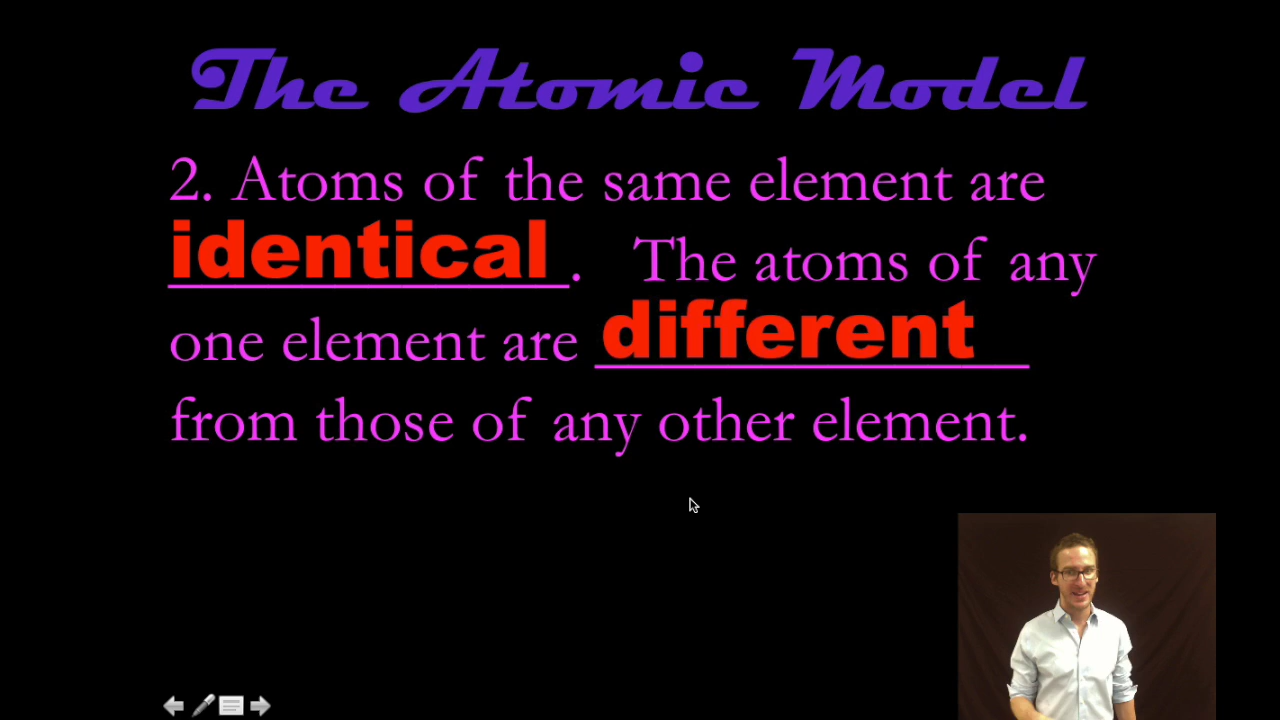 The Atomic Model
2. Atoms of the same element are
identical. The atoms of any
one element are different
from those of any other element.